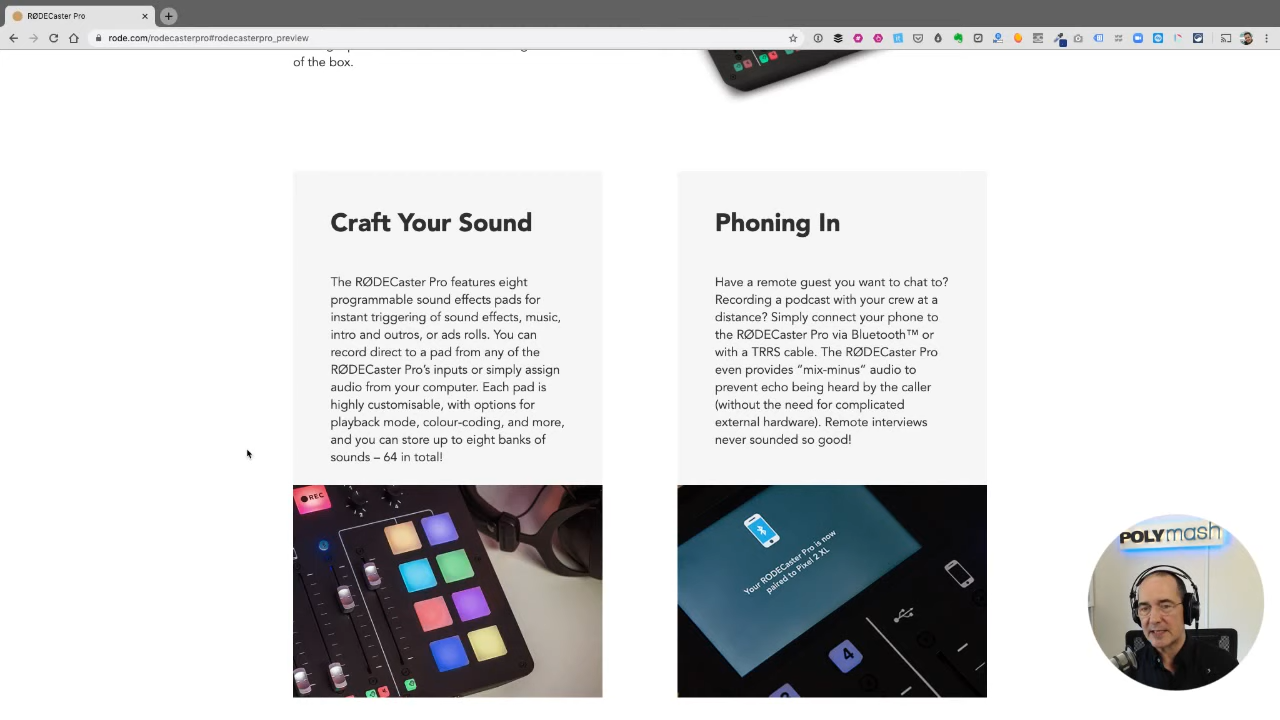 RØDECaster Pro
rode.com/rodecasterpro#rodecasterpro_preview
of the box.
Craft Your Sound
The RØDECaster Pro features eight
programmable sound effects pads for
instant triggering of sound effects, music,
intro and outros, or ads rolls. You can
record direct to a pad from any of the
RØDECaster Pro's inputs or simply assign
audio from your computer. Each pad is
highly customisable, with options for
playback mode, colour-coding, and more,
and you can store up to eight banks of
sounds – 64 in total!
Phoning In
Have a remote guest you want to chat to?
Recording a podcast with your crew at a
distance? Simply connect your phone to
the RØDECaster Pro via Bluetooth™ or
with a TRRS cable. The RØDECaster Pro
even provides “mix-minus” audio to
prevent echo being heard by the caller
(without the need for complicated
external hardware). Remote interviews
never sounded so good!
REC
Your RODECaster Pro is now
paired to Pixel 2 XL
4
POLYmash